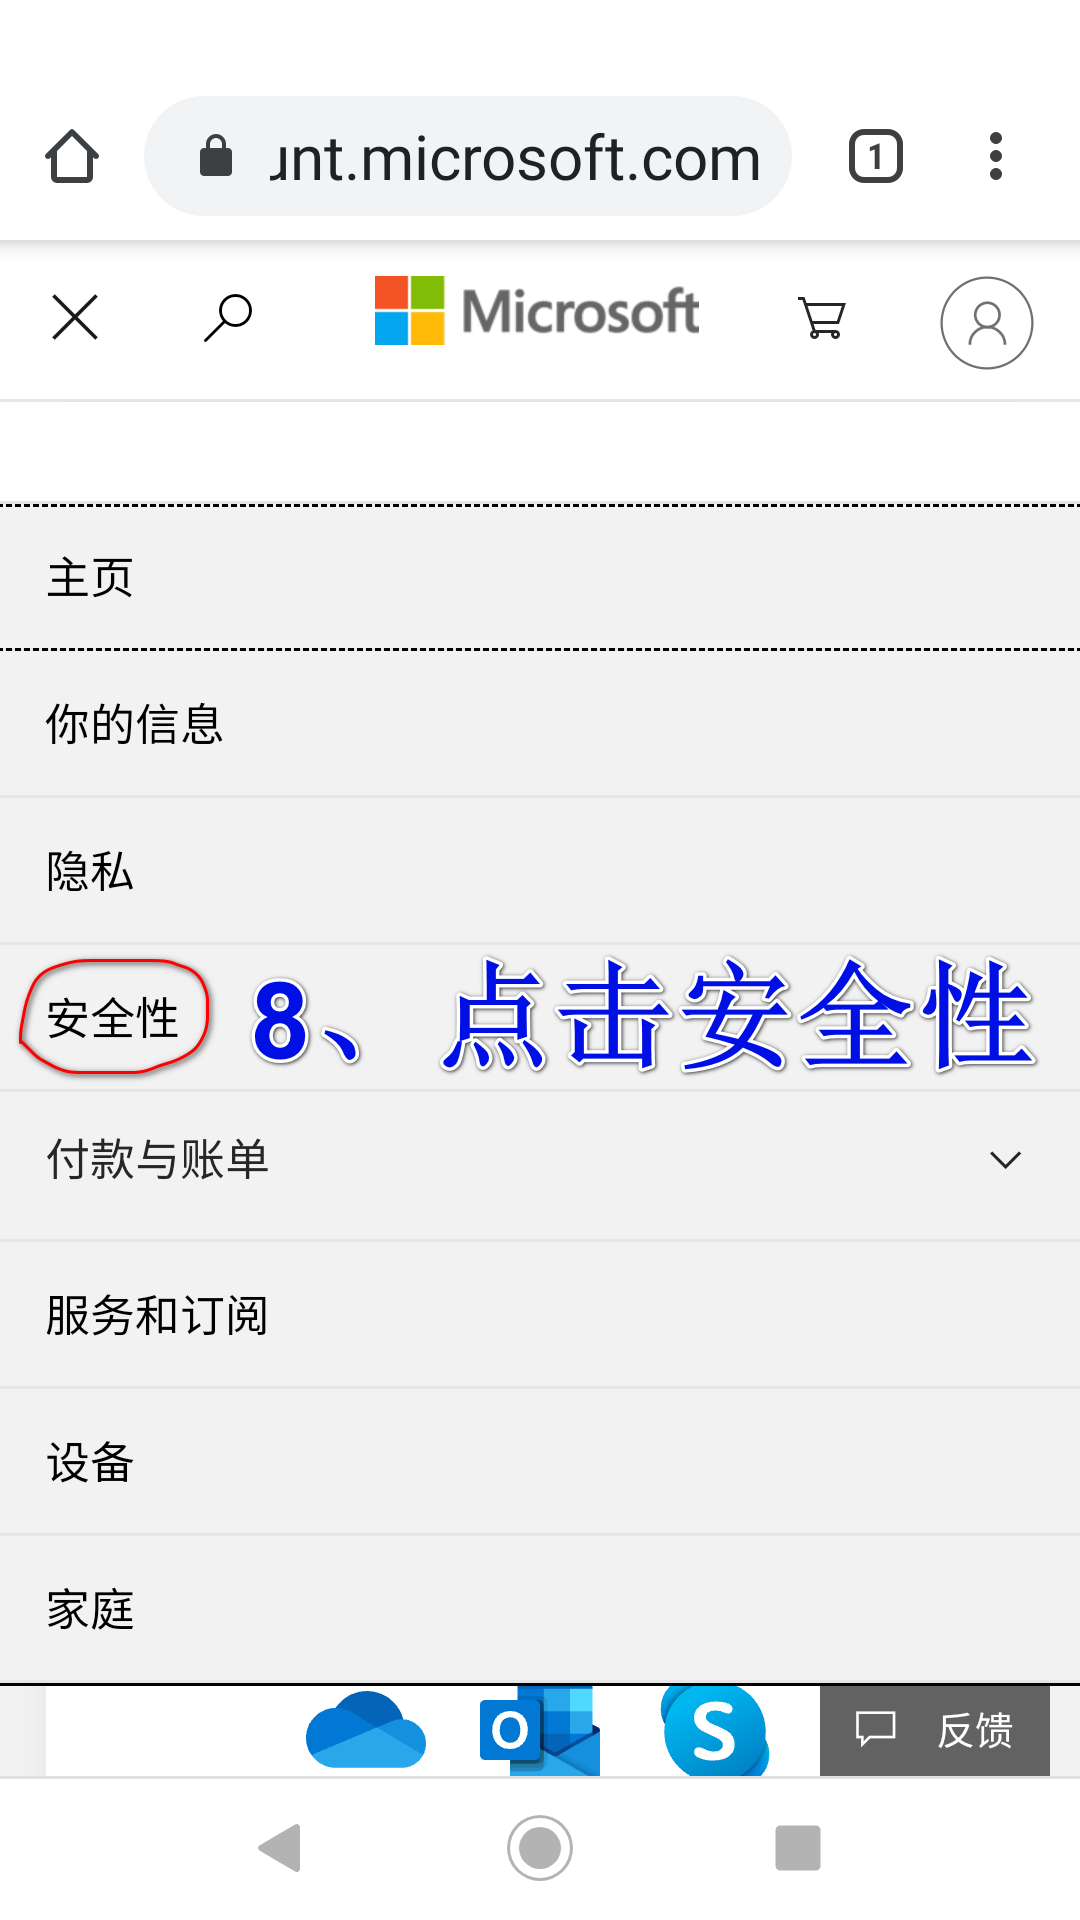 unt.microsoft.com
1
Microsoft
主页
你的信息
隐私
安全性
8、点击安全性
付款与账单
服务和订阅
设备
家庭
O
S
反馈